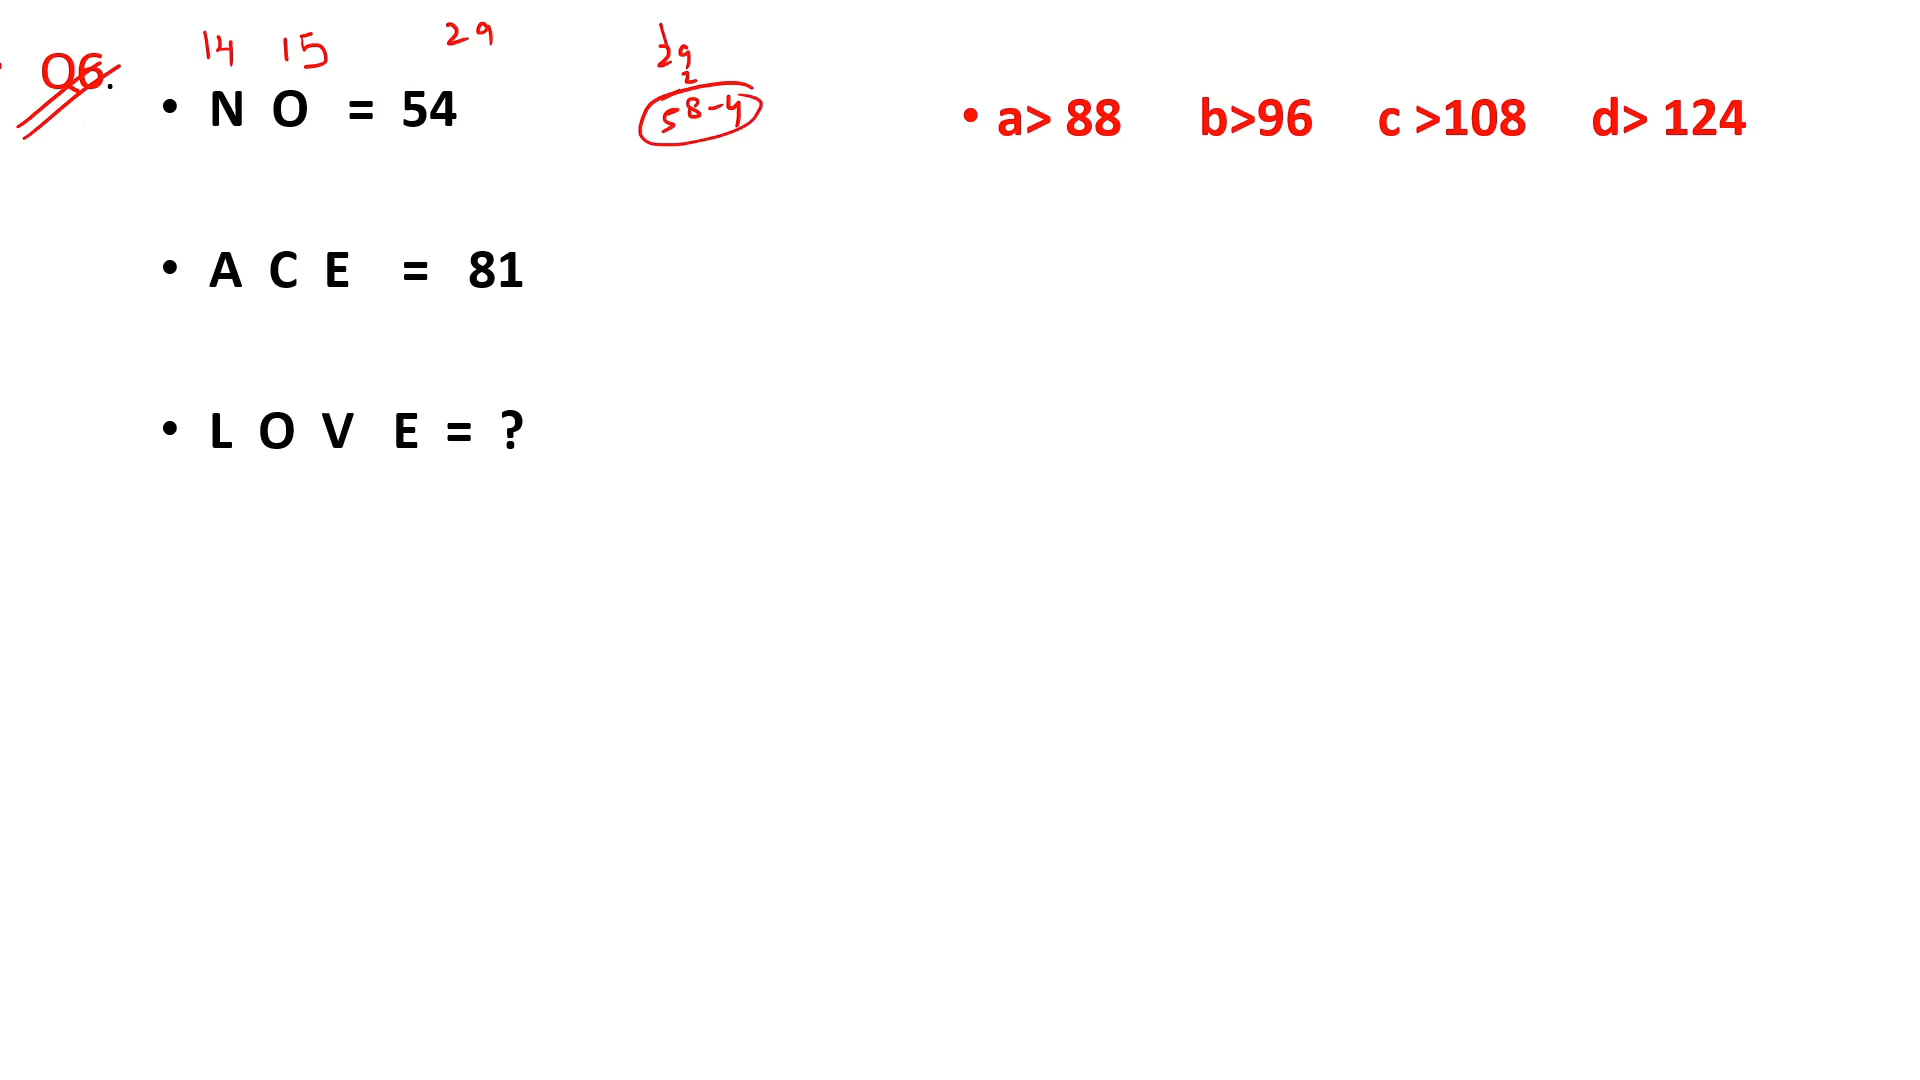 14 15 29
Q6.
• N O = 54
29
2
58-4
• a> 88 b>96 c >108 d> 124
• A C E = 81
• L O V E = ?